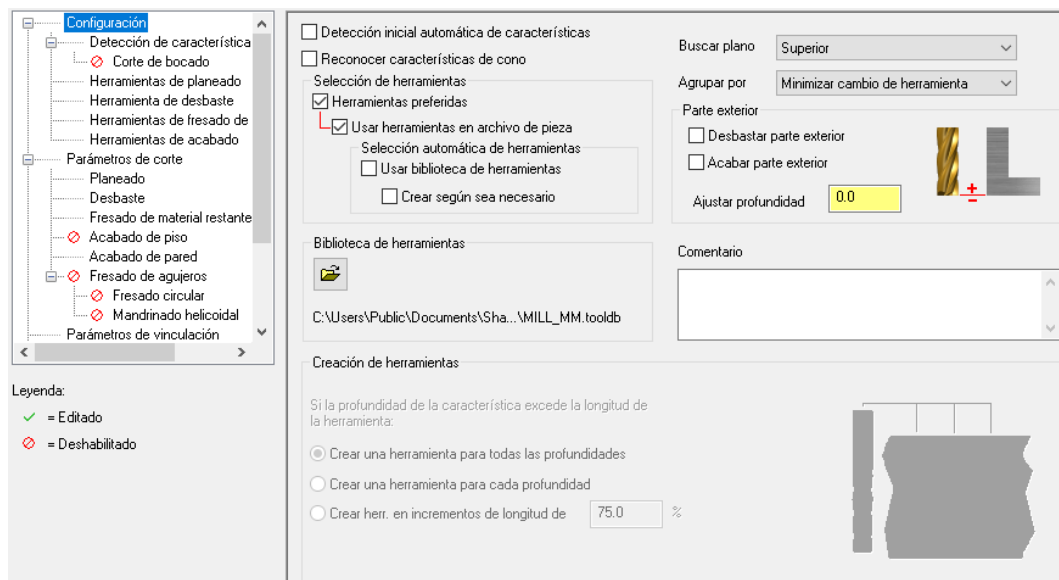 Configuración
Detección de característica
Corte de bocado
Herramientas de planeado
Herramienta de desbaste
Herramientas de fresado de
Herramientas de acabado
Parámetros de corte
Planeado
Desbaste
Fresado de material restante
Acabado de piso
Acabado de pared
Fresado de agujeros
Fresado circular
Mandrinado helicoidal
Parámetros de vinculación
Leyenda:
= Editado
= Deshabilitado
Detección inicial automática de características
Reconocer características de cono
Selección de herramientas
Herramientas preferidas
Usar herramientas en archivo de pieza
Selección automática de herramientas
Usar biblioteca de herramientas
Crear según sea necesario
Biblioteca de herramientas
C:\Users\Public\Documents\Sha...\MILL_MM.tooldb
Buscar plano Superior
Agrupar por Minimizar cambio de herramienta
Parte exterior
Desbastar parte exterior
Acabar parte exterior
Ajustar profundidad 0.0
Comentario
Creación de herramientas
Si la profundidad de la característica excede la longitud de
la herramienta:
Crear una herramienta para todas las profundidades
Crear una herramienta para cada profundidad
Crear herr. en incrementos de longitud de 75.0 %